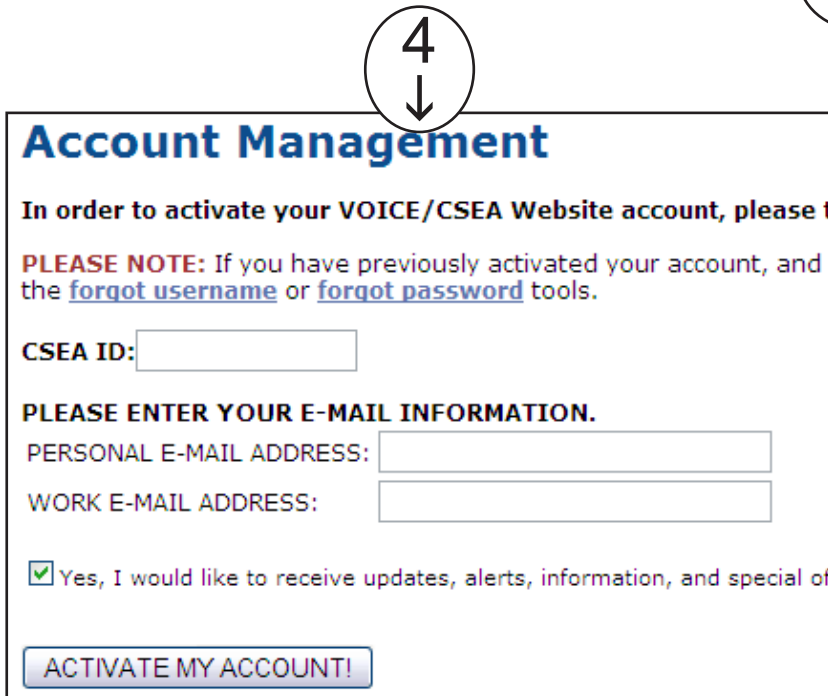 4
↓
Account Management
In order to activate your VOICE/CSEA Website account, please
PLEASE NOTE: If you have previously activated your account, and
the forgot username or forgot password tools.
CSEA ID:
PLEASE ENTER YOUR E-MAIL INFORMATION.
PERSONAL E-MAIL ADDRESS:
WORK E-MAIL ADDRESS:
Yes, I would like to receive updates, alerts, information, and special
ACTIVATE MY ACCOUNT!